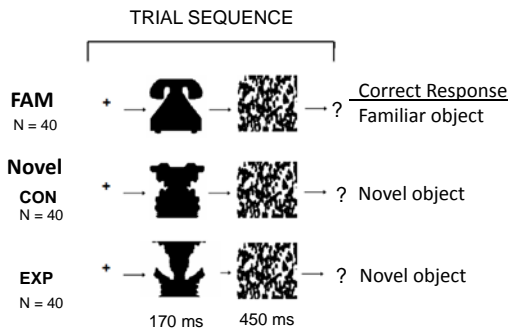 TRIAL SEQUENCE
Correct Response
FAM
N = 40
+
? Familiar object
Novel
CON
N = 40
+
? Novel object
EXP
N = 40
+
? Novel object
170 ms
450 ms